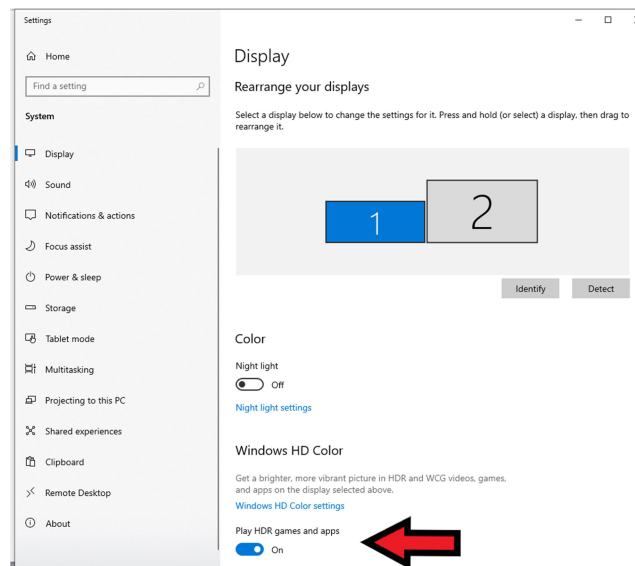 Settings
Home
Find a setting
System
Display
Sound
Notifications & actions
Focus assist
Power & sleep
Storage
Tablet mode
Multitasking
Projecting to this PC
Shared experiences
Clipboard
Remote Desktop
About
Display
Rearrange your displays
Select a display below to change the settings for it. Press and hold (or select) a display, then drag to
rearrange it.
1
2
Identify
Detect
Color
Night light
Off
Night light settings
Windows HD Color
Get a brighter, more vibrant picture in HDR and WCG videos, games,
and apps on the display selected above.
Windows HD Color settings
Play HDR games and apps
On